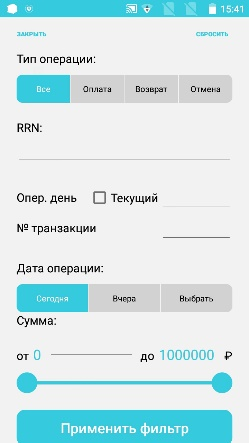 15:41
ЗАКРЫТЬ СБРОСИТЬ
Тип операции:
Все Оплата Возврат Отмена
RRN:
Опер. день Текущий
№ транзакции
Дата операции:
Сегодня Вчера Выбрать
Сумма:
от 0 до 1000000 ₽
Применить фильтр